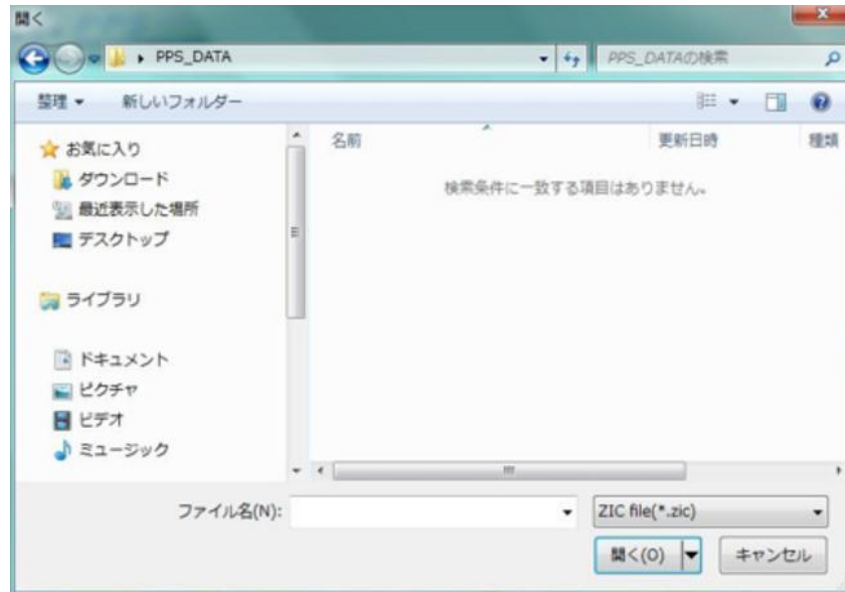 開く
PPS_DATA
PPS_DATAの検索
整理
新しいフォルダー
名前
更新日時
種類
検索条件に一致する項目はありません。
お気に入り
ダウンロード
最近表示した場所
デスクトップ
ライブラリ
ドキュメント
ピクチャ
ビデオ
ミュージック
ファイル名(N):
ZIC file(*.zic)
開く(O)
キャンセル